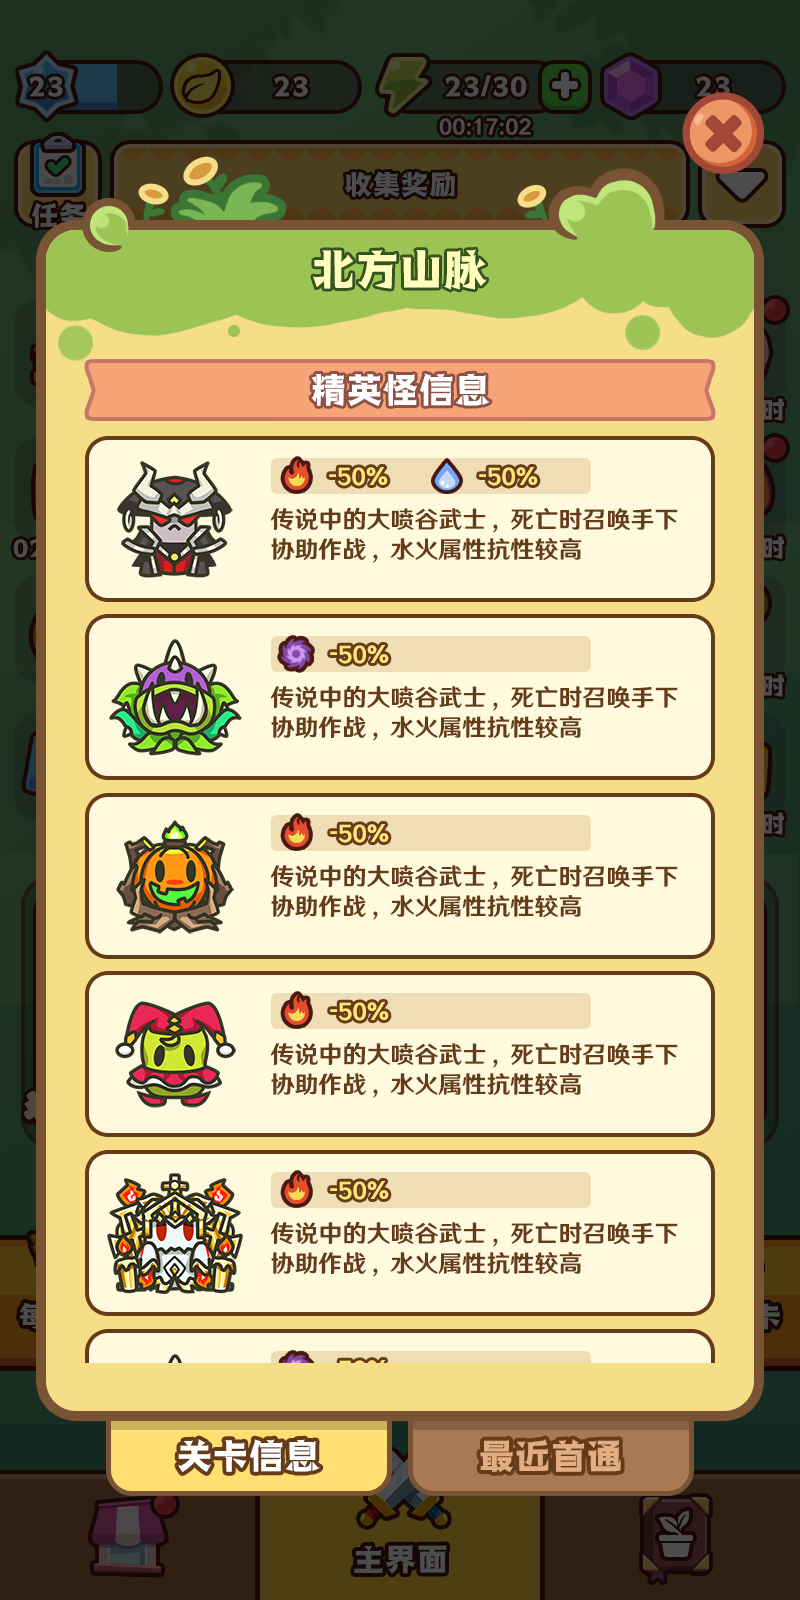 23
23
23/30
23
00:17:02
任务
收集奖励
北方山脉
精英怪信息
-50% -50%
传说中的大喷谷武士，死亡时召唤手下
协助作战，水火属性抗性较高
-50%
传说中的大喷谷武士，死亡时召唤手下
协助作战，水火属性抗性较高
-50%
传说中的大喷谷武士，死亡时召唤手下
协助作战，水火属性抗性较高
-50%
传说中的大喷谷武士，死亡时召唤手下
协助作战，水火属性抗性较高
-50%
传说中的大喷谷武士，死亡时召唤手下
协助作战，水火属性抗性较高
时
02
时
时
时
每
卡
关卡信息
最近首通
主界面